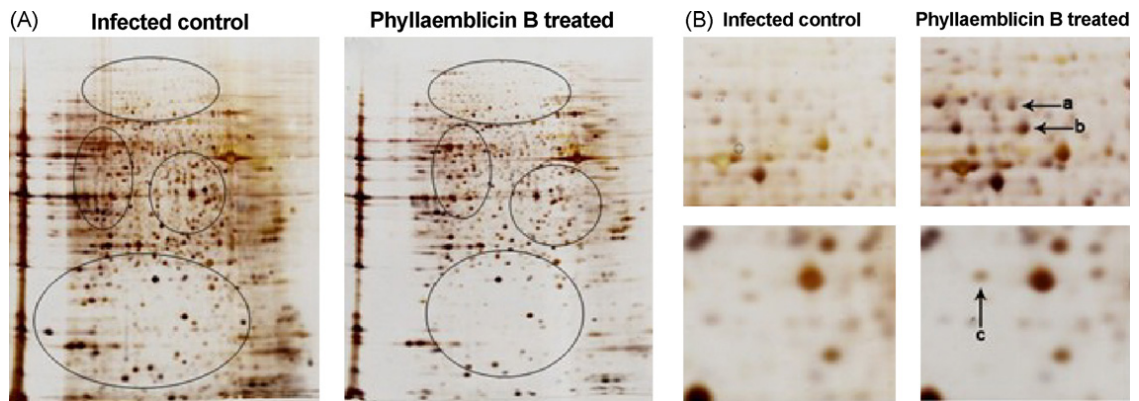 (A) Infected control Phyllaemblicin B treated
(B) Infected control Phyllaemblicin B treated
a
b
c